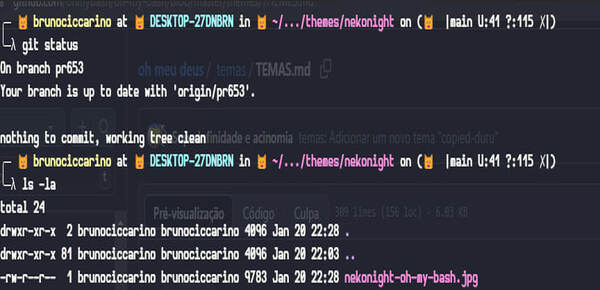 ┌─ 🐱 brunociccarino at 🐱 DESKTOP-27DNBRN in 🐱 ~/.../themes/nekonight on (🐱  |main U:41 ?:115 ✗|)
└─λ git status
On branch pr653
oh meu deus / temas / TEMAS.md
Your branch is up to date with 'origin/pr653'.
nothing to commit, working tree clean
finidade e acinomia temas: Adicionar um novo tema "copied-duru"
┌─ 🐱 brunociccarino at 🐱 DESKTOP-27DNBRN in 🐱 ~/.../themes/nekonight on (🐱  |main U:41 ?:115 ✗|)
└─λ ls -la
total 24
Pré-visualização Código Culpa 389 lines (156 loc) · 6.03 KB
drwxr-xr-x  2 brunociccarino brunociccarino 4096 Jan 20 22:28 .
drwxr-xr-x 81 brunociccarino brunociccarino 4096 Jan 20 22:03 ..
-rw-r--r--  1 brunociccarino brunociccarino 9783 Jan 20 22:28 nekonight-oh-my-bash.jpg